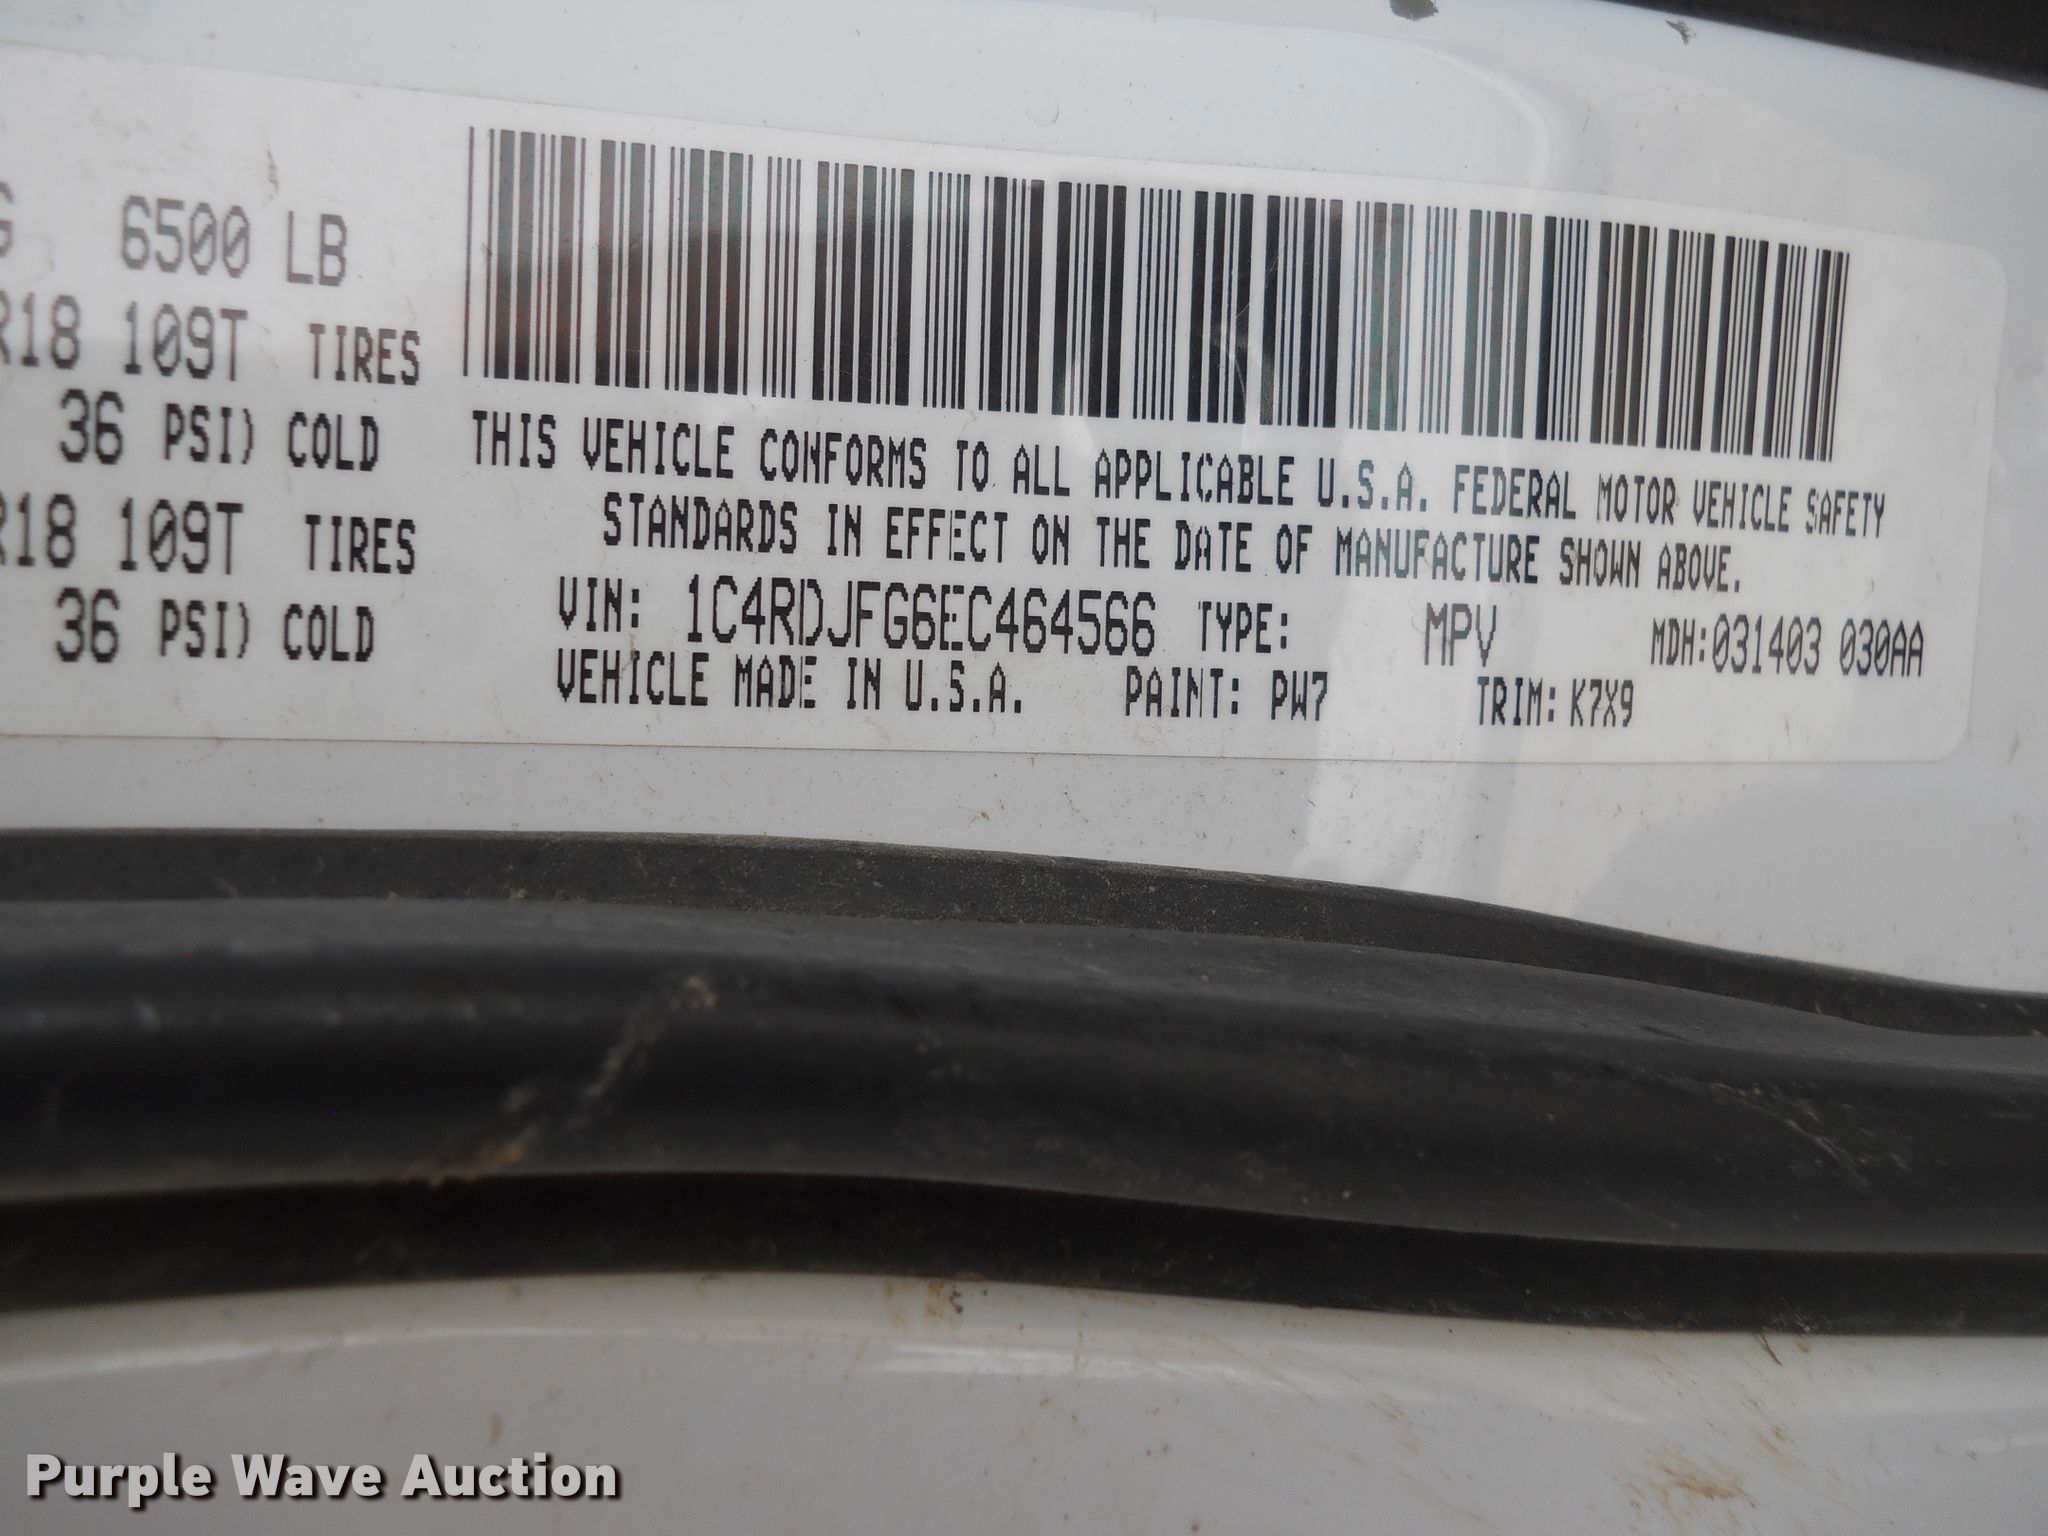 6500 LB
R18 109T TIRES
36 PSI) COLD
R18 109T TIRES
36 PSI) COLD
THIS VEHICLE CONFORMS TO ALL APPLICABLE U.S.A. FEDERAL MOTOR VEHICLE SAFETY
STANDARDS IN EFFECT ON THE DATE OF MANUFACTURE SHOWN ABOVE.
VIN: 1C4RDJFG6EC464566 TYPE: MPV MDH:031403 030AA
VEHICLE MADE IN U.S.A. PAINT: PW7 TRIM: K7X9
Purple Wave Auction